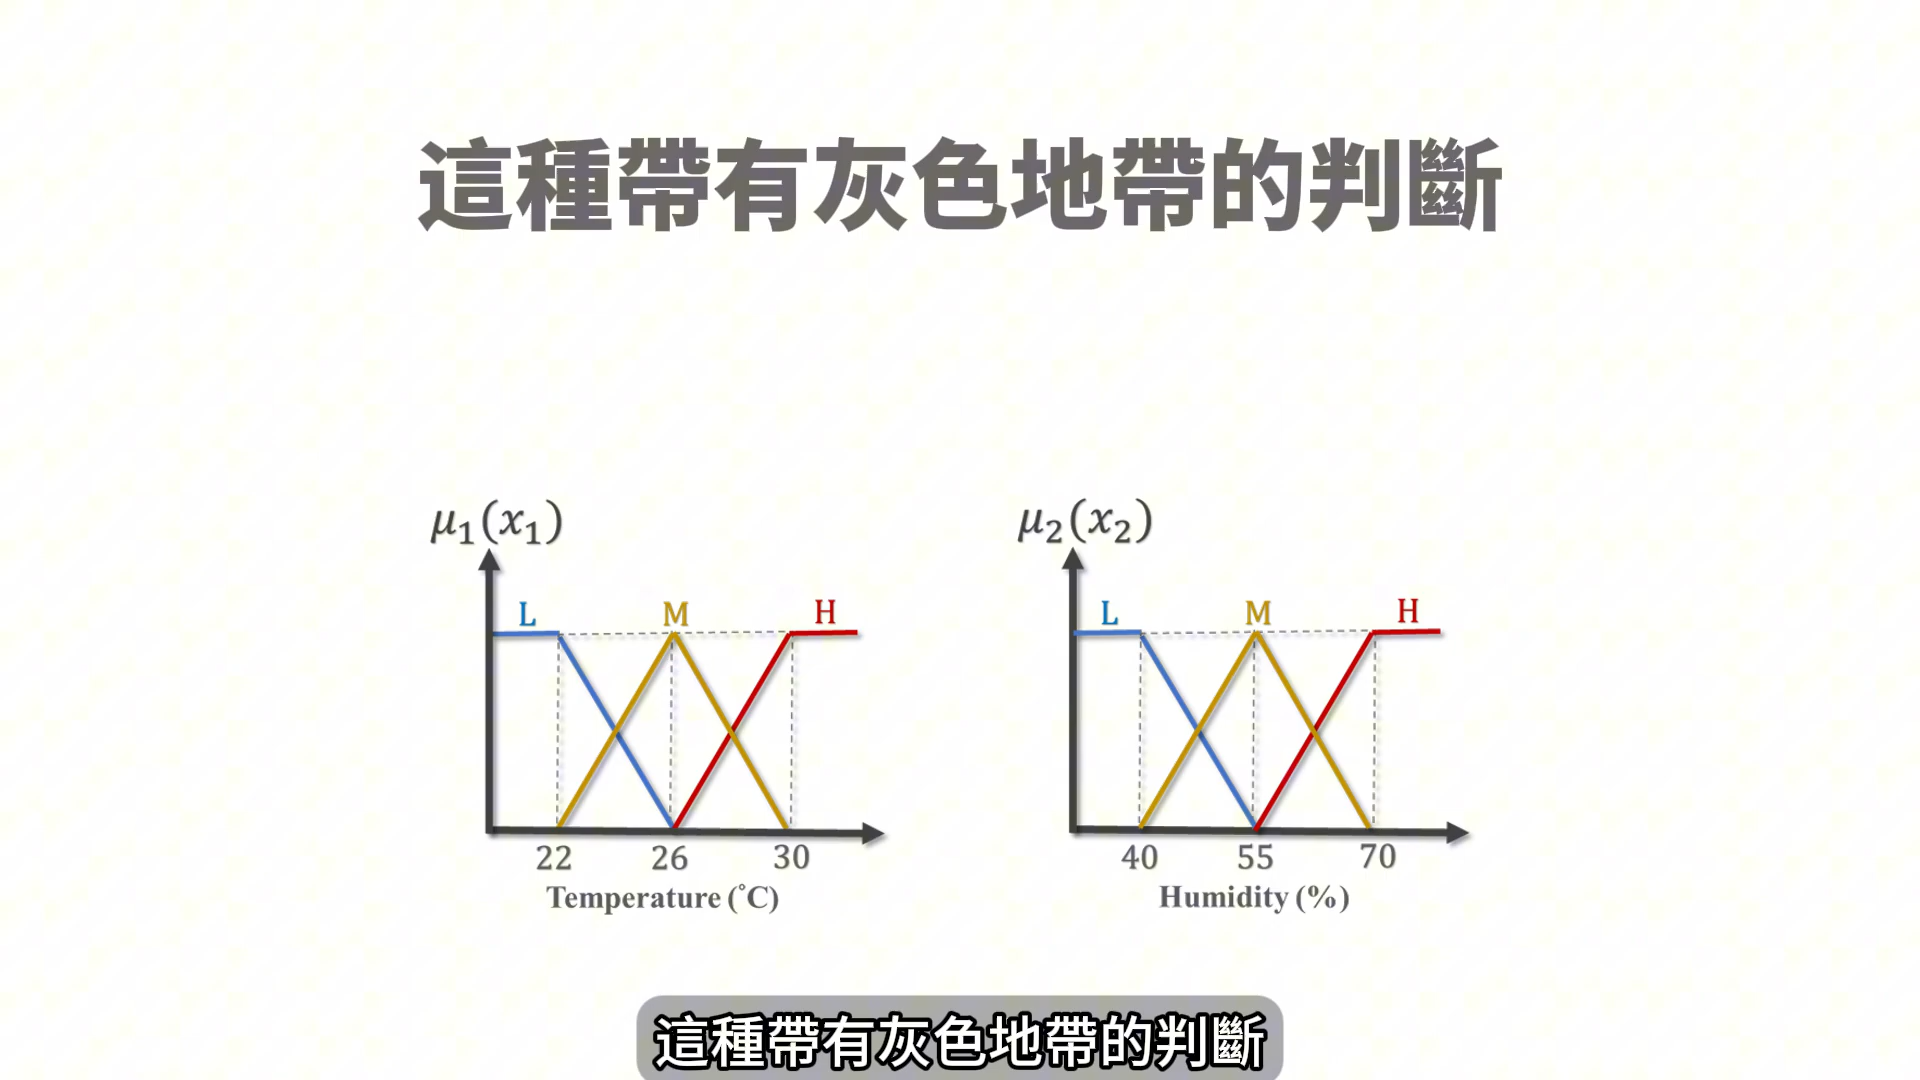 這種帶有灰色地帶的判斷
μ₁(x₁)
L M H
22 26 30
Temperature (°C)
μ₂(x₂)
L M H
40 55 70
Humidity (%)
這種帶有灰色地帶的判斷